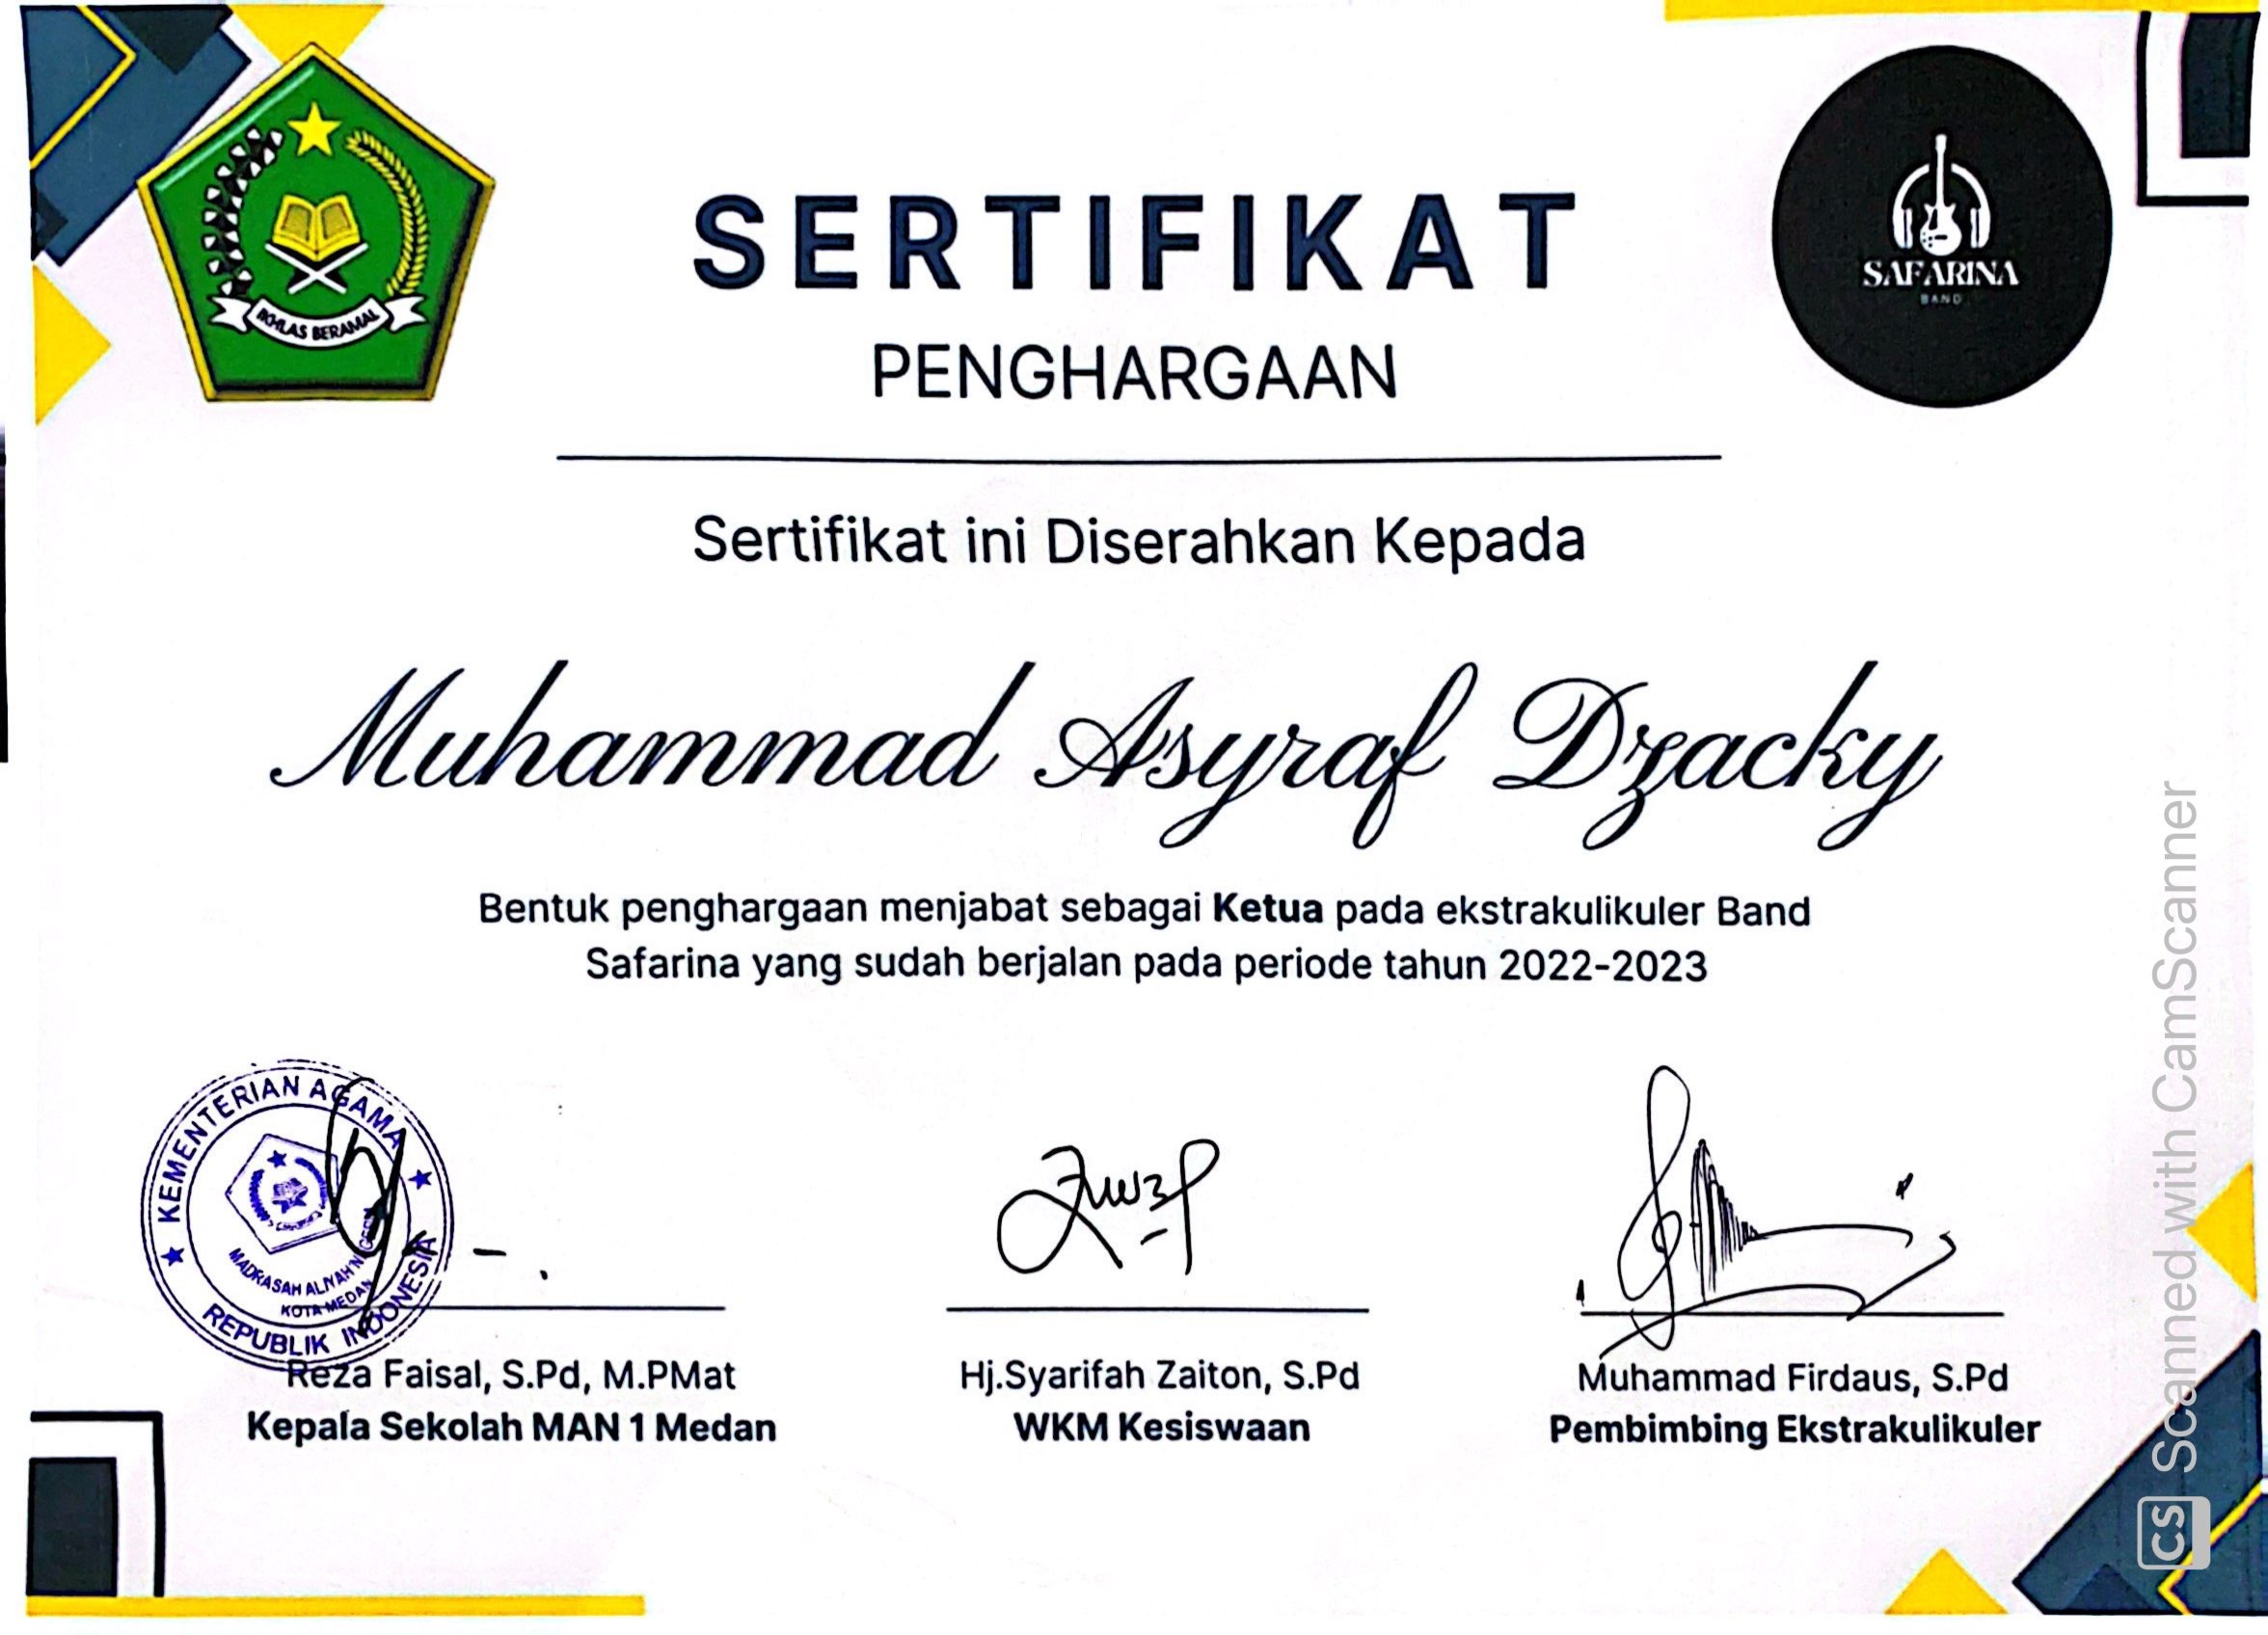 IKHLAS BERAMAL
SAFARINA
BAND
SERTIFIKAT
PENGHARGAAN
Sertifikat ini Diserahkan Kepada
Muhammad Asyraf Dzacky
Bentuk penghargaan menjabat sebagai Ketua pada ekstrakulikuler Band
Safarina yang sudah berjalan pada periode tahun 2022-2023
KEMENTERIAN AGAMA
MADRASAH ALIYAH
KOTA MEDAN
REPUBLIK INDONESIA
Reza Faisal, S.Pd, M.PMat
Kepala Sekolah MAN 1 Medan
Hj.Syarifah Zaiton, S.Pd
WKM Kesiswaan
Muhammad Firdaus, S.Pd
Pembimbing Ekstrakulikuler
CS Scanned with CamScanner